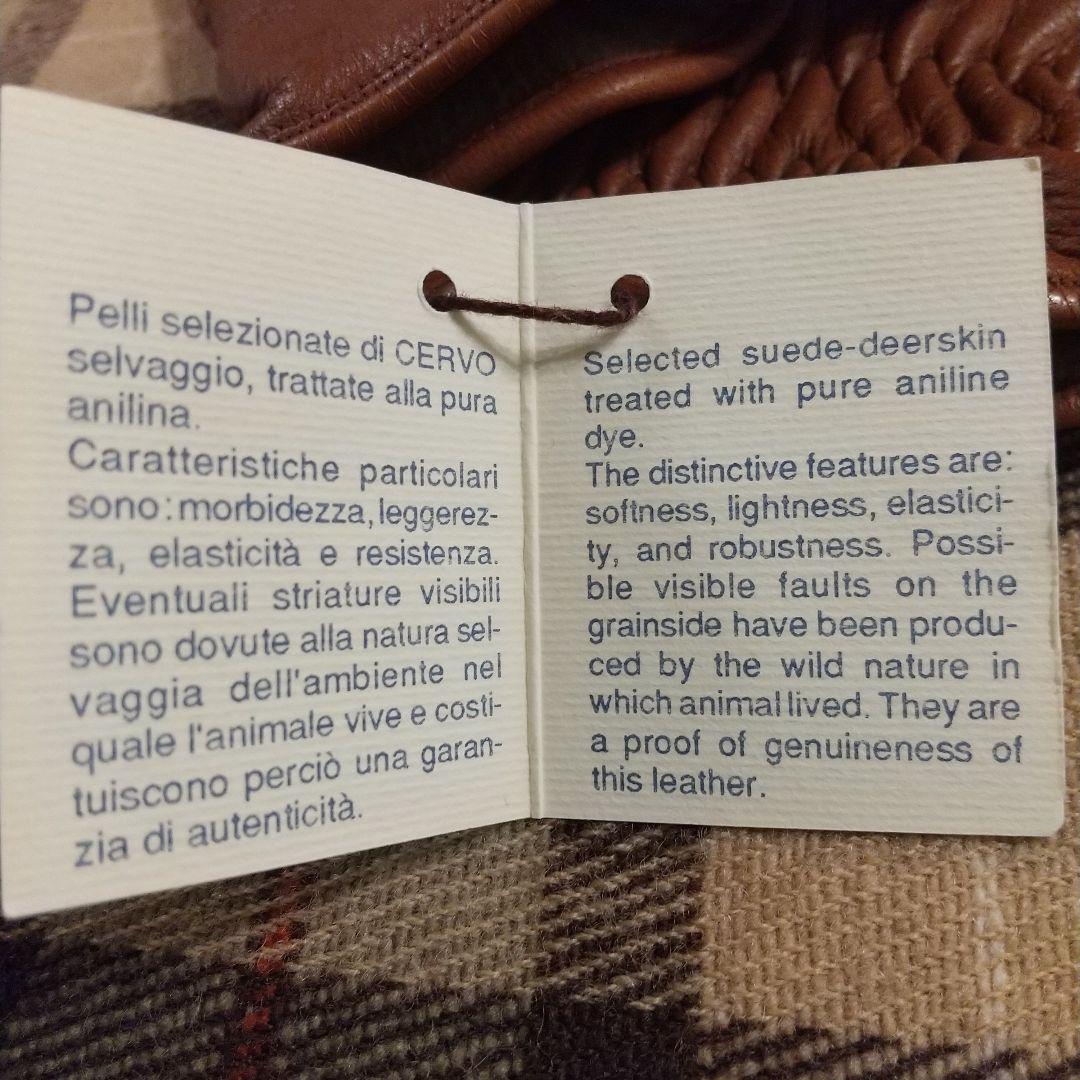 Pelli selezionate di CERVO
selvaggio, trattate alla pura
anilina.
Caratteristiche particolari
sono: morbidezza, leggerez-
za, elasticità e resistenza.
Eventuali striature visibili
sono dovute alla natura sel-
vaggia dell'ambiente nel
quale l'animale vive e costi-
tuiscono perciò una garan-
zia di autenticità.
Selected suede-deerskin
treated with pure aniline
dye.
The distinctive features are:
softness, lightness, elastici-
ty, and robustness. Possi-
ble visible faults on the
grainside have been produ-
ced by the wild nature in
which animal lived. They are
a proof of genuineness of
this leather.